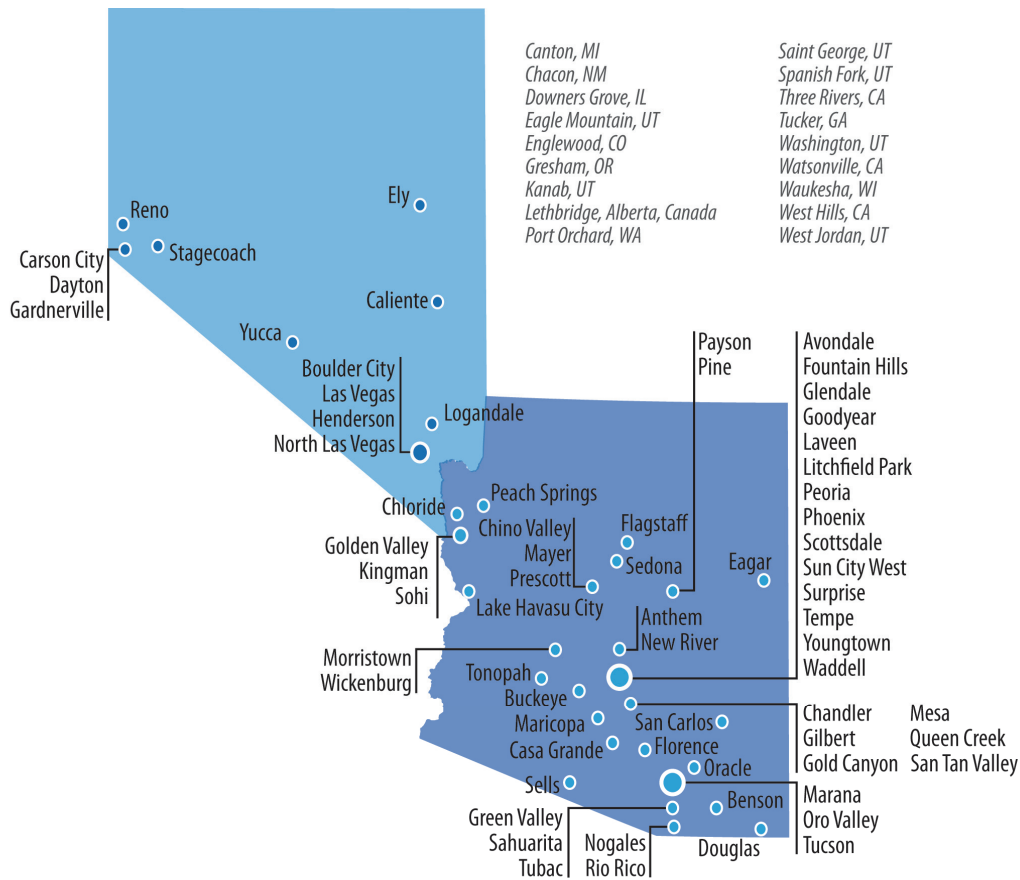 Canton, MI
Chacon, NM
Downers Grove, IL
Eagle Mountain, UT
Englewood, CO
Gresham, OR
Kanab, UT
Lethbridge, Alberta, Canada
Port Orchard, WA
Saint George, UT
Spanish Fork, UT
Three Rivers, CA
Tucker, GA
Washington, UT
Watsonville, CA
Waukesha, WI
West Hills, CA
West Jordan, UT
Ely
Reno
Stagecoach
Carson City
Dayton
Gardnerville
Caliente
Yucca
Boulder City
Las Vegas
Henderson
North Las Vegas
Logandale
Payson
Pine
Avondale
Fountain Hills
Glendale
Goodyear
Laveen
Litchfield Park
Peoria
Phoenix
Scottsdale
Sun City West
Surprise
Tempe
Youngtown
Waddell
Peach Springs
Chloride
Chino Valley
Mayer
Prescott
Flagstaff
Sedona
Eagar
Golden Valley
Kingman
Sohi
Lake Havasu City
Anthem
New River
Morristown
Wickenburg
Tonopah
Buckeye
Maricopa
Casa Grande
San Carlos
Florence
Oracle
Chandler
Gilbert
Gold Canyon
Mesa
Queen Creek
San Tan Valley
Sells
Benson
Marana
Oro Valley
Tucson
Green Valley
Sahuarita
Tubac
Nogales
Rio Rico
Douglas